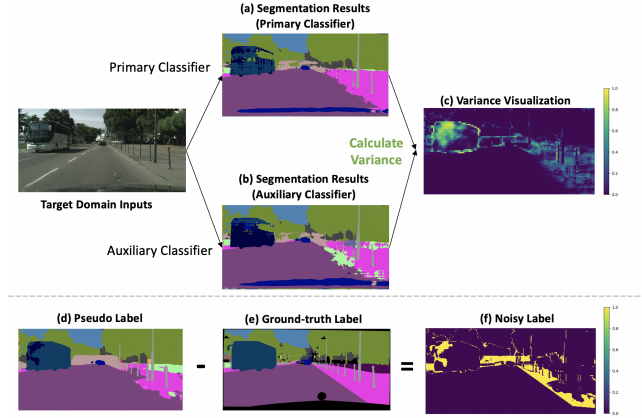 (a) Segmentation Results
(Primary Classifier)
Primary Classifier
(c) Variance Visualization
1.0
0.8
0.6
0.4
0.2
0.0
Calculate
Variance
Target Domain Inputs
(b) Segmentation Results
(Auxiliary Classifier)
Auxiliary Classifier
(d) Pseudo Label
(e) Ground-truth Label
(f) Noisy Label
-
=
1.0
0.8
0.6
0.4
0.2
0.0